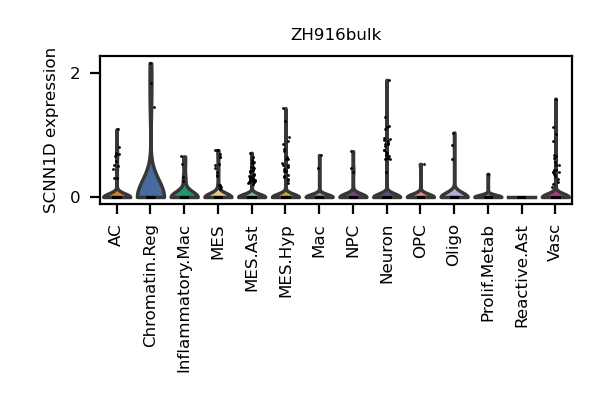 ZH916bulk
SCNN1D expression
2
0
AC
Chromatin.Reg
Inflammatory.Mac
MES
MES.Ast
MES.Hyp
Mac
NPC
Neuron
OPC
Oligo
Prolif.Metab
Reactive.Ast
Vasc